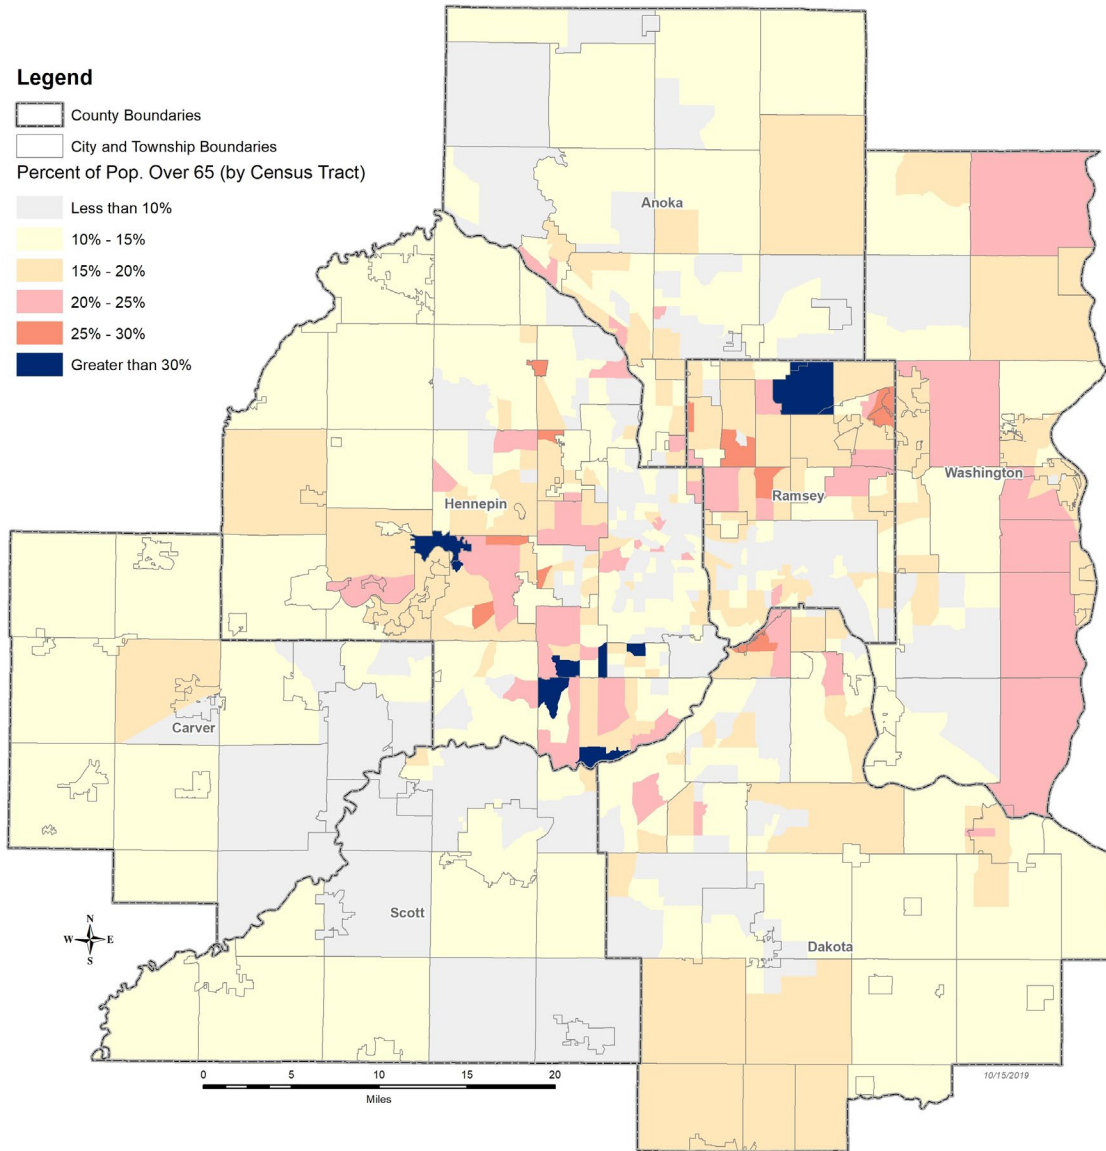 Legend
County Boundaries
City and Township Boundaries
Percent of Pop. Over 65 (by Census Tract)
Less than 10%
10% - 15%
15% - 20%
20% - 25%
25% - 30%
Greater than 30%
Anoka
Washington
Hennepin
Ramsey
Carver
Scott
Dakota
N
W E
S
0 5 10 15 20
Miles
10/15/2019